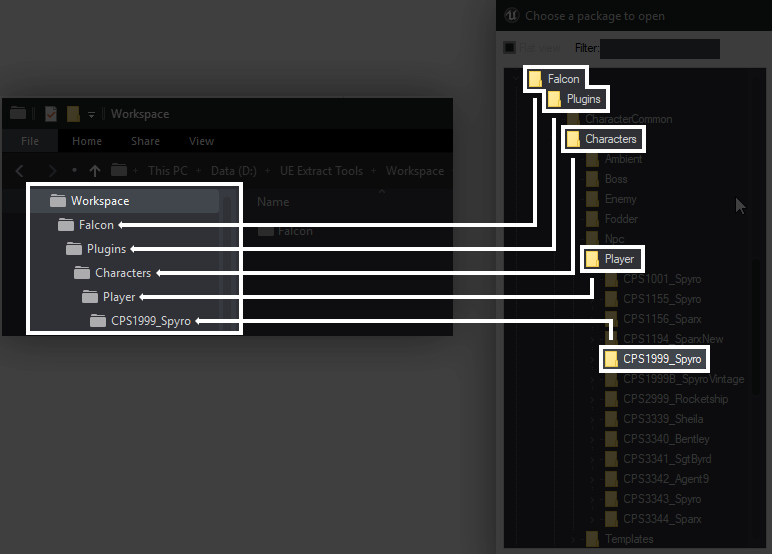 Workspace
File Home Share View
This PC Data (D:) UE Extract Tools Workspace
Workspace
Falcon
Plugins
Characters
Player
CPS1999_Spyro
Name
Falcon
Choose a package to open
Flat view Filter:
Falcon
Plugins
CharacterCommon
Characters
Ambient
Boss
Enemy
Fodder
Npc
Player
CPS1001_Spyro
CPS1155_Spyro
CPS1156_Sparx
CPS1194_SparxNew
CPS1999_Spyro
CPS1999B_SpyroVintage
CPS2999_Rocketship
CPS3339_Sheila
CPS3340_Bentley
CPS3341_SgtByrd
CPS3342_Agent9
CPS3343_Spyro
CPS3344_Sparx
Templates